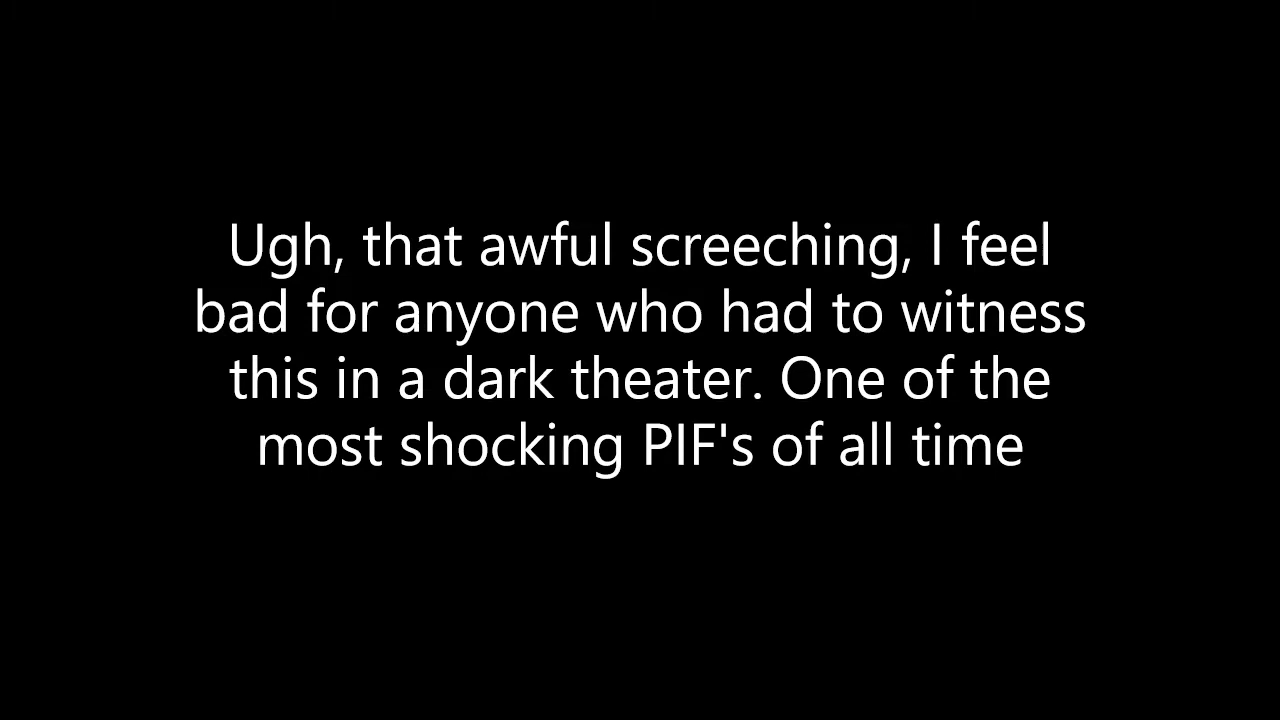 Ugh, that awful screeching, I feel
bad for anyone who had to witness
this in a dark theater. One of the
most shocking PIF's of all time